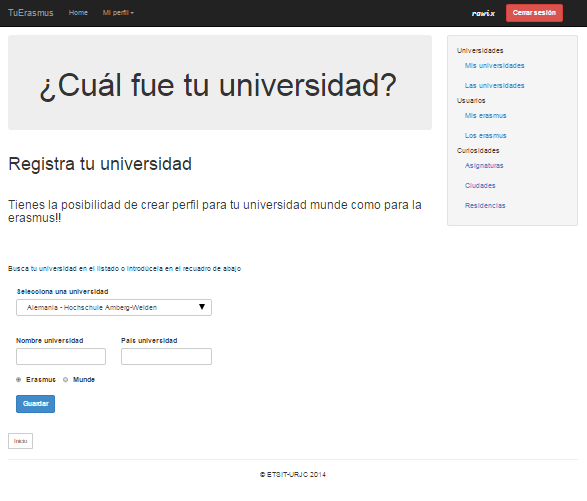 TuErasmus Home Mi perfil rawix Cerrar sesión
¿Cuál fue tu universidad?
Registra tu universidad
Tienes la posibilidad de crear perfil para tu universidad munde como para la
erasmus!!
Busca tu universidad en el listado o introdúcela en el recuadro de abajo
Selecciona una universidad
Alemania - Hochschule Amberg-Weiden
Nombre universidad País universidad
Erasmus Munde
Guardar
Inicio
Universidades
Mis universidades
Las universidades
Usuarios
Mis erasmus
Los erasmus
Curiosidades
Asignaturas
Ciudades
Residencias
© ETSIT-URJC 2014